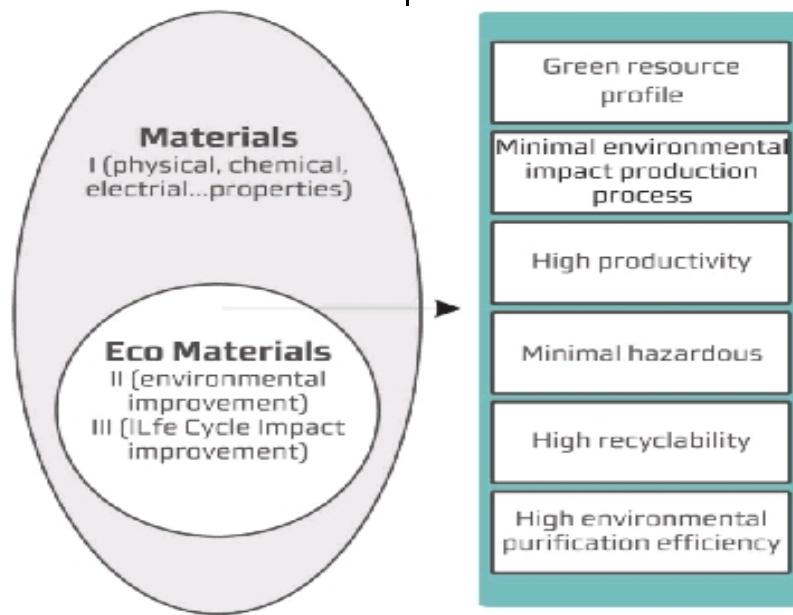 Materials
I (physical, chemical,
electrial...properties)
Eco Materials
II (environmental
improvement)
III (lLfe Cycle Impact
improvement)
Green resource
profile
Minimal environmental
impact production
process
High productivity
Minimal hazardous
High recyclability
High environmental
purification efficiency